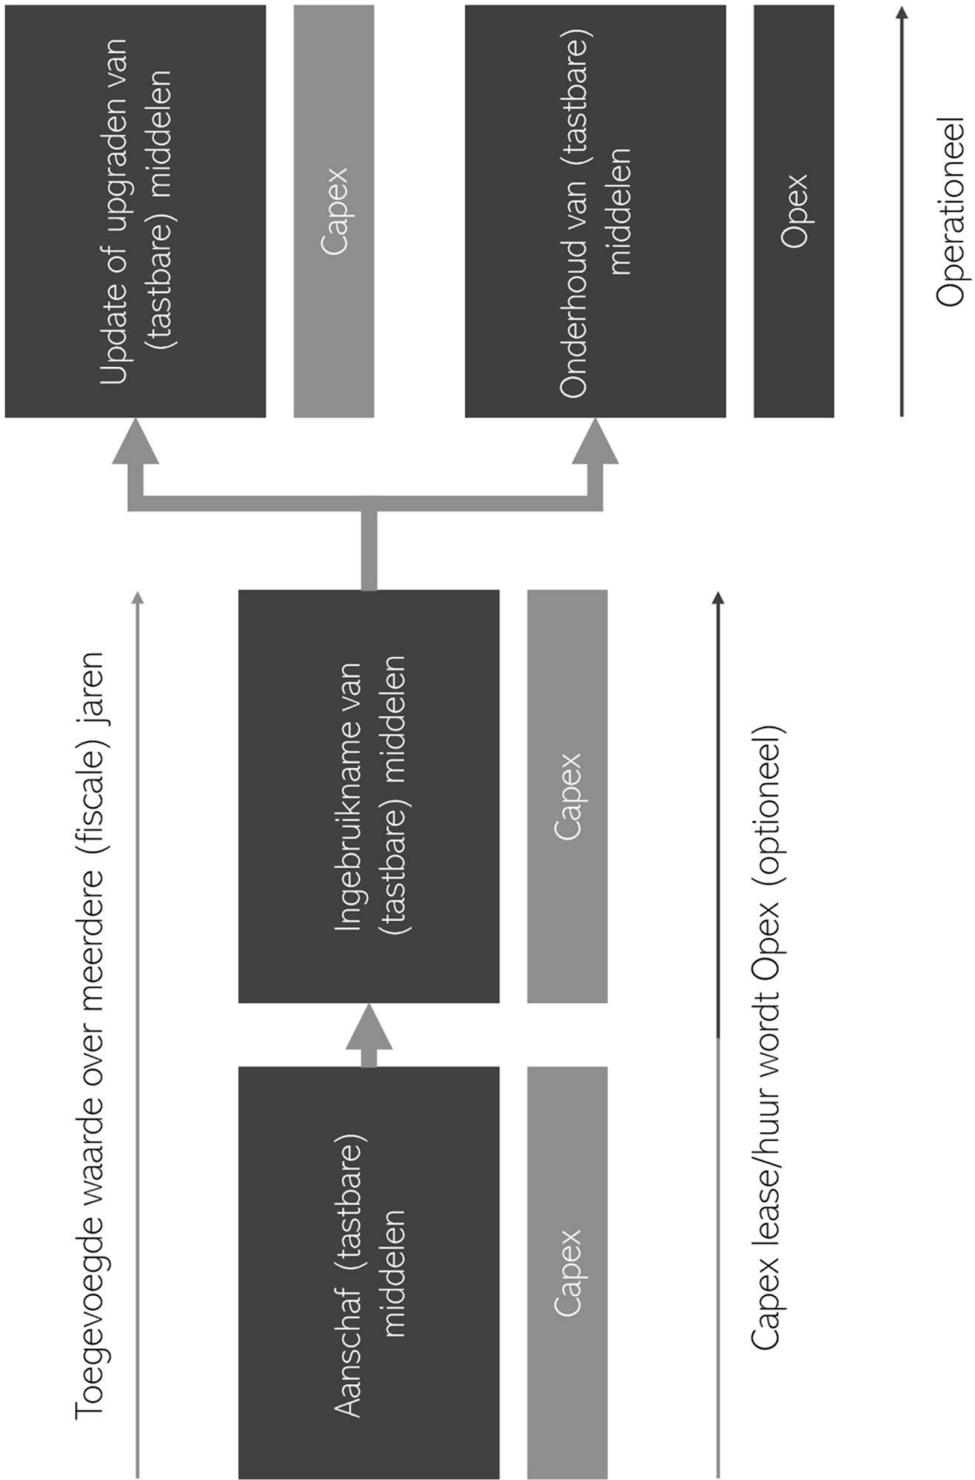 Toegevoegde waarde over meerdere (fiscale) jaren
Aanschaf (tastbare)
middelen
Capex
Ingebruikname van
(tastbare) middelen
Capex
Update of upgraden van
(tastbare) middelen
Capex
Onderhoud van (tastbare)
middelen
Opex
Capex lease/huur wordt Opex (optioneel)
Operationeel